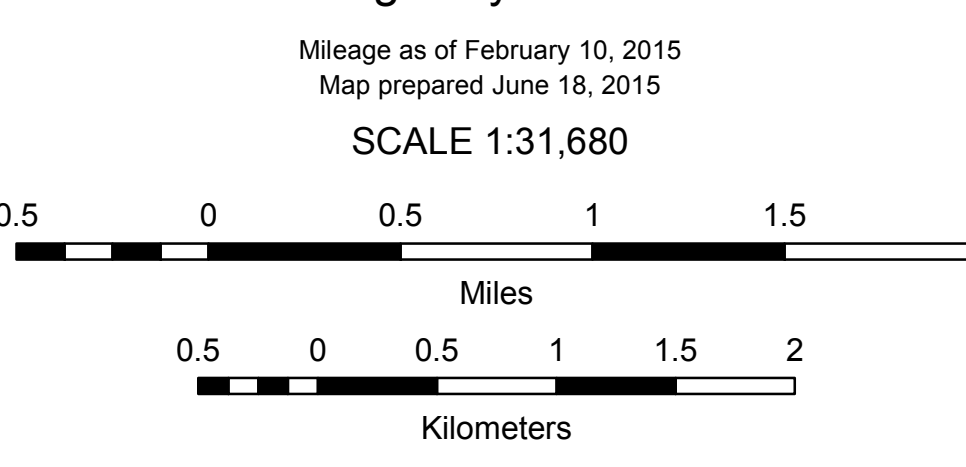 Mileage as of February 10, 2015
Map prepared June 18, 2015
SCALE 1:31,680
0.5 0 0.5 1 1.5
Miles
0.5 0 0.5 1 1.5 2
Kilometers